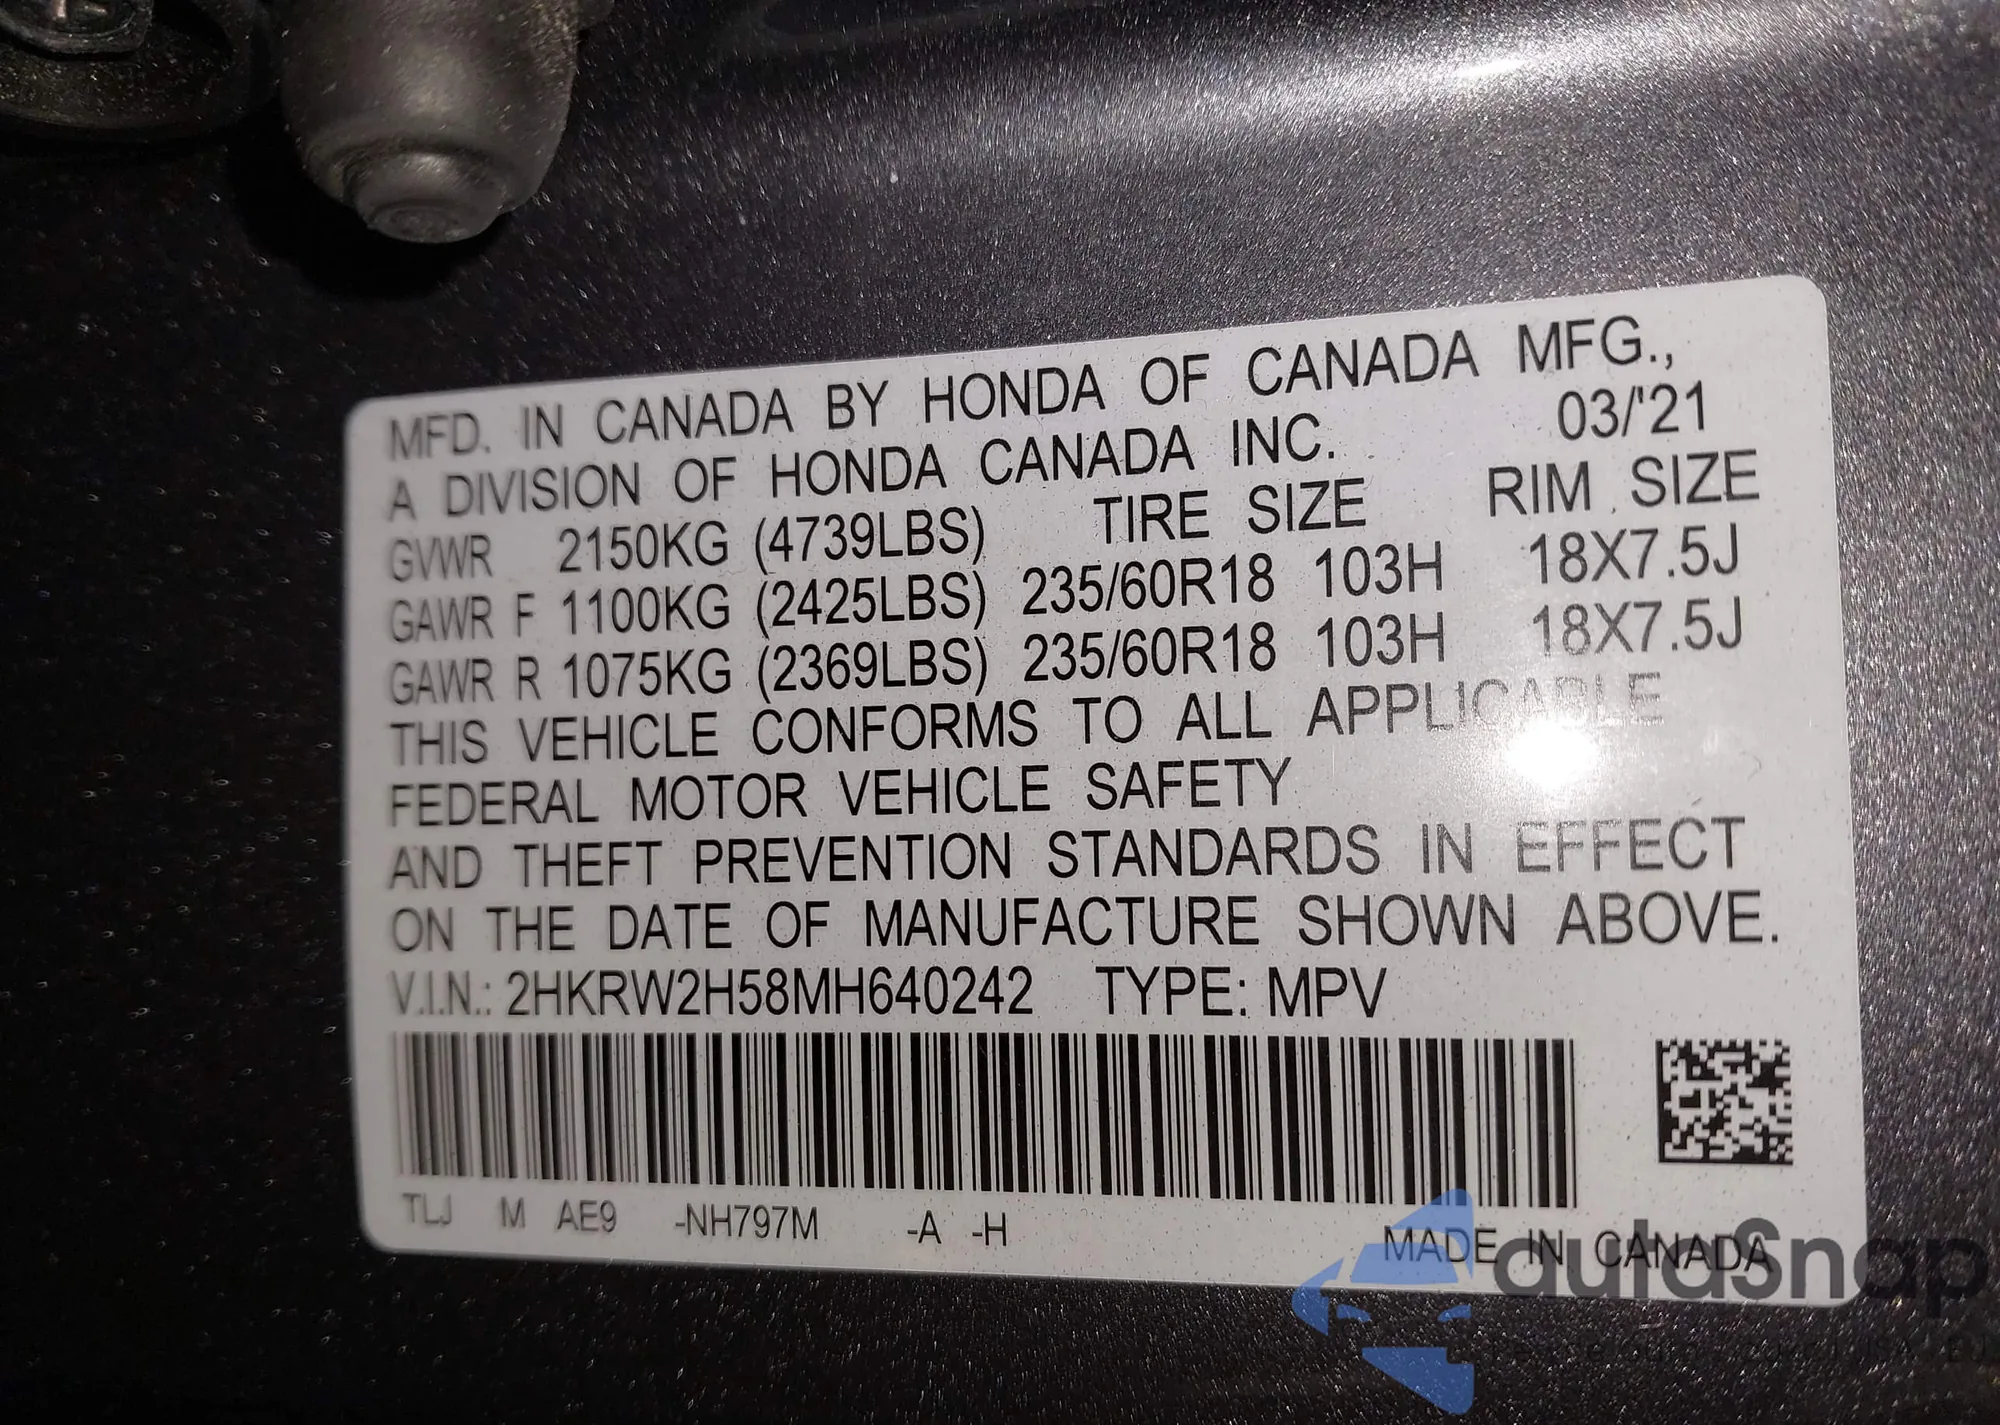 MFD. IN CANADA BY HONDA OF CANADA MFG.,
A DIVISION OF HONDA CANADA INC. 03/'21
GVWR 2150KG (4739LBS) TIRE SIZE RIM SIZE
GAWR F 1100KG (2425LBS) 235/60R18 103H 18X7.5J
GAWR R 1075KG (2369LBS) 235/60R18 103H 18X7.5J
THIS VEHICLE CONFORMS TO ALL APPLICABLE
FEDERAL MOTOR VEHICLE SAFETY
AND THEFT PREVENTION STANDARDS IN EFFECT
ON THE DATE OF MANUFACTURE SHOWN ABOVE.
V.I.N.: 2HKRW2H58MH640242 TYPE: MPV
TLJ M AE9 -NH797M -A -H
MADE IN CANADA
autaSnap